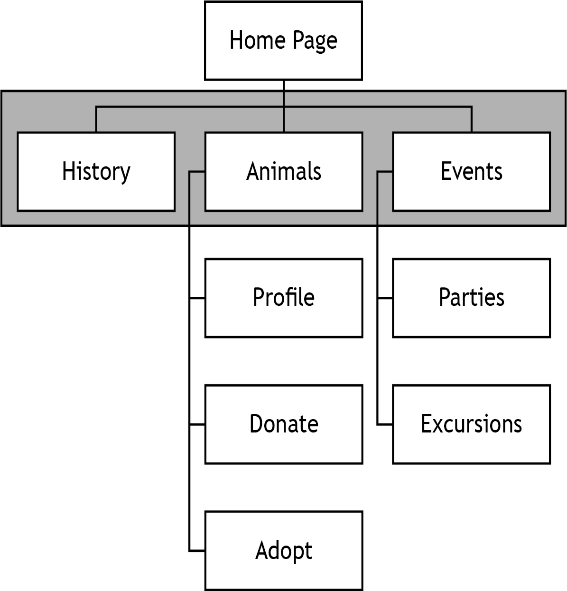 Home Page
History
Animals
Events
Profile
Parties
Donate
Excursions
Adopt